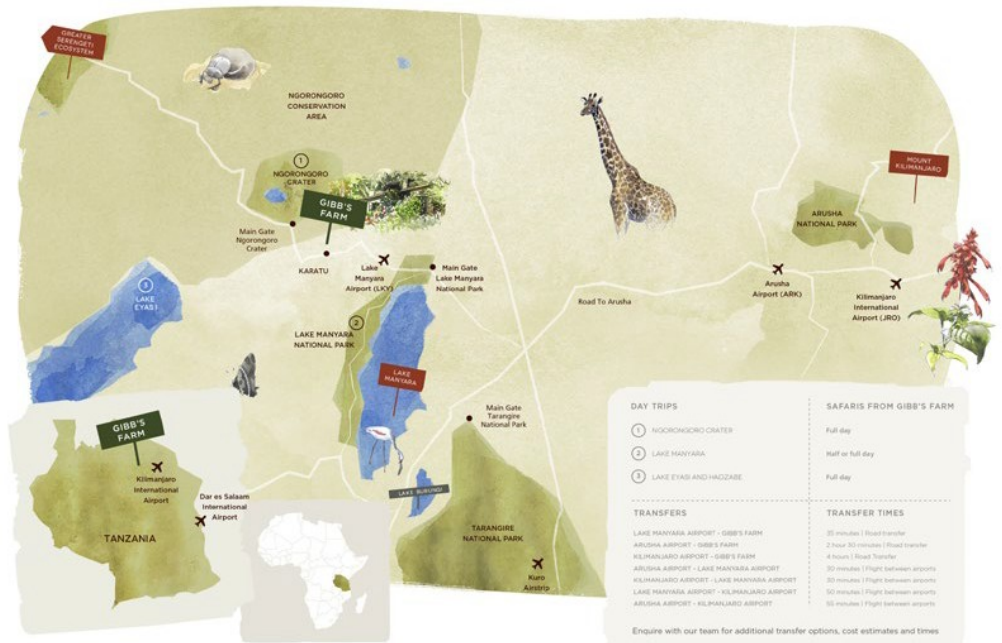 GREATER
SERENGETI
ECOSYSTEM
NGORONGORO
CONSERVATION
AREA
1
NGORONGORO
CRATER
GIBB'S
FARM
Main Gate
Ngorongoro
Crater
KARATU
Lake
Manyara
Airport (LKY)
Main Gate
Lake Manyara
National Park
MOUNT
KILIMANJARO
ARUSHA
NATIONAL PARK
Arusha
Airport (ARK)
Kilimanjaro
International
Airport (JRO)
Road To Arusha
3
LAKE
EYASI
2
LAKE MANYARA
NATIONAL PARK
LAKE
MANYARA
Main Gate
Tarangire
National Park
LAKE BURUNGI
TARANGIRE
NATIONAL PARK
Kuro
Airstrip
GIBB'S
FARM
Kilimanjaro
International
Airport
Dar es Salaam
International
Airport
TANZANIA
DAY TRIPS SAFARIS FROM GIBB'S FARM
1 NGORONGORO CRATER Full day
2 LAKE MANYARA Half or full day
3 LAKE EYASI AND HADZABE Full day
TRANSFERS TRANSFER TIMES
LAKE MANYARA AIRPORT - GIBB'S FARM 35 minutes | Road transfer
ARUSHA AIRPORT - GIBB'S FARM 2 hour 30 minutes | Road transfer
KILIMANJARO AIRPORT - GIBB'S FARM 4 hours | Road Transfer
ARUSHA AIRPORT - LAKE MANYARA AIRPORT 30 minutes | Flight between airports
KILIMANJARO AIRPORT - LAKE MANYARA AIRPORT 30 minutes | Flight between airports
LAKE MANYARA AIRPORT - KILIMANJARO AIRPORT 50 minutes | Flight between airports
ARUSHA AIRPORT - KILIMANJARO AIRPORT 55 minutes | Flight between airports
Enquire with our team for additional transfer options, cost estimates and times